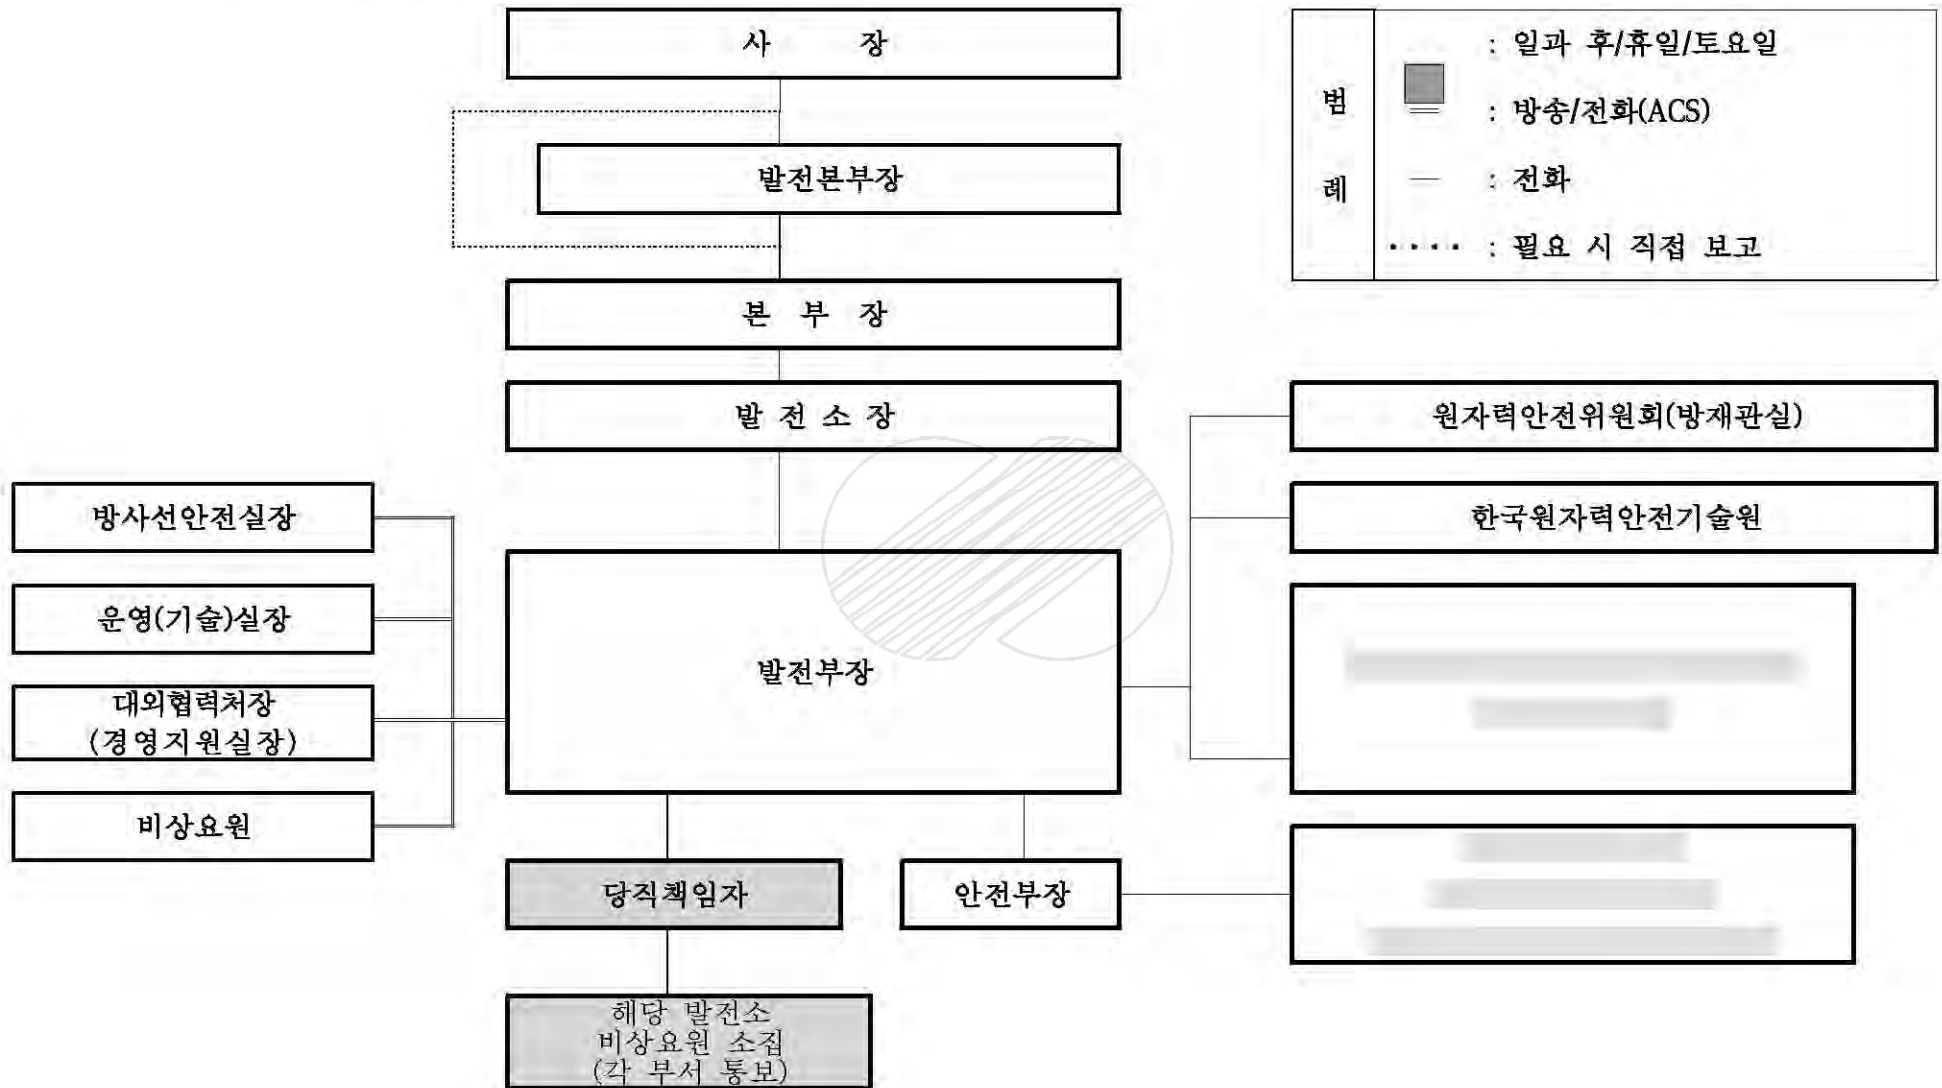 사 장
발전본부장
본 부 장
발 전 소 장
범
례
: 일과 후/휴일/토요일
: 방송/전화(ACS)
: 전화
: 필요 시 직접 보고
방사선안전실장
운영(기술)실장
대외협력처장
(경영지원실장)
비상요원
발전부장
원자력안전위원회(방재관실)
한국원자력안전기술원
당직책임자
안전부장
해당 발전소
비상요원 소집
(각 부서 통보)